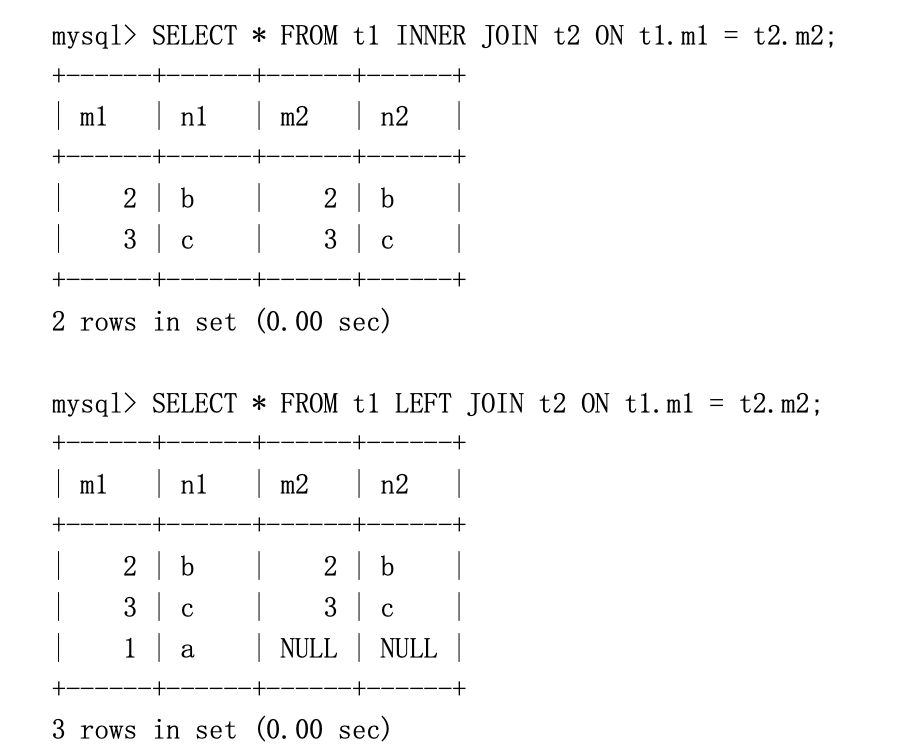 mysql> SELECT * FROM t1 INNER JOIN t2 ON t1.m1 = t2.m2;
+------+------+------+------+
| m1   | n1   | m2   | n2   |
+------+------+------+------+
|    2 | b    |    2 | b    |
|    3 | c    |    3 | c    |
+------+------+------+------+
2 rows in set (0.00 sec)

mysql> SELECT * FROM t1 LEFT JOIN t2 ON t1.m1 = t2.m2;
+------+------+------+------+
| m1   | n1   | m2   | n2   |
+------+------+------+------+
|    2 | b    |    2 | b    |
|    3 | c    |    3 | c    |
|    1 | a    | NULL | NULL |
+------+------+------+------+
3 rows in set (0.00 sec)